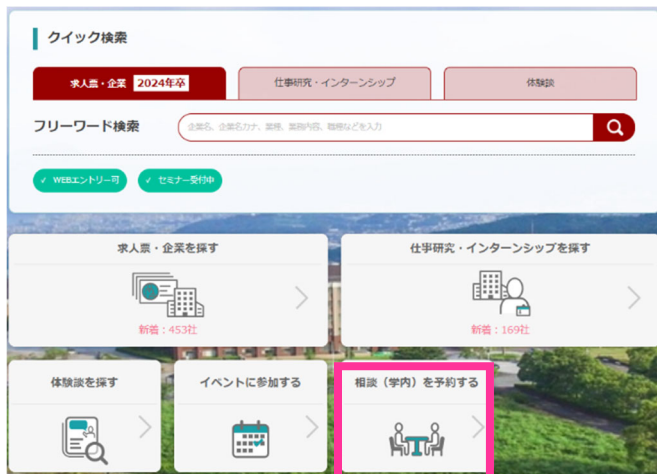 クイック検索
求人票・企業 2024年卒
仕事研究・インターンシップ
体験談
フリーワード検索
企業名、企業名カナ、業種、業務内容、職種などを入力
✓ WEBエントリー可
✓ セミナー受付中
求人票・企業を探す
仕事研究・インターンシップを探す
新着：453社
新着：169社
体験談を探す
イベントに参加する
相談（学内）を予約する